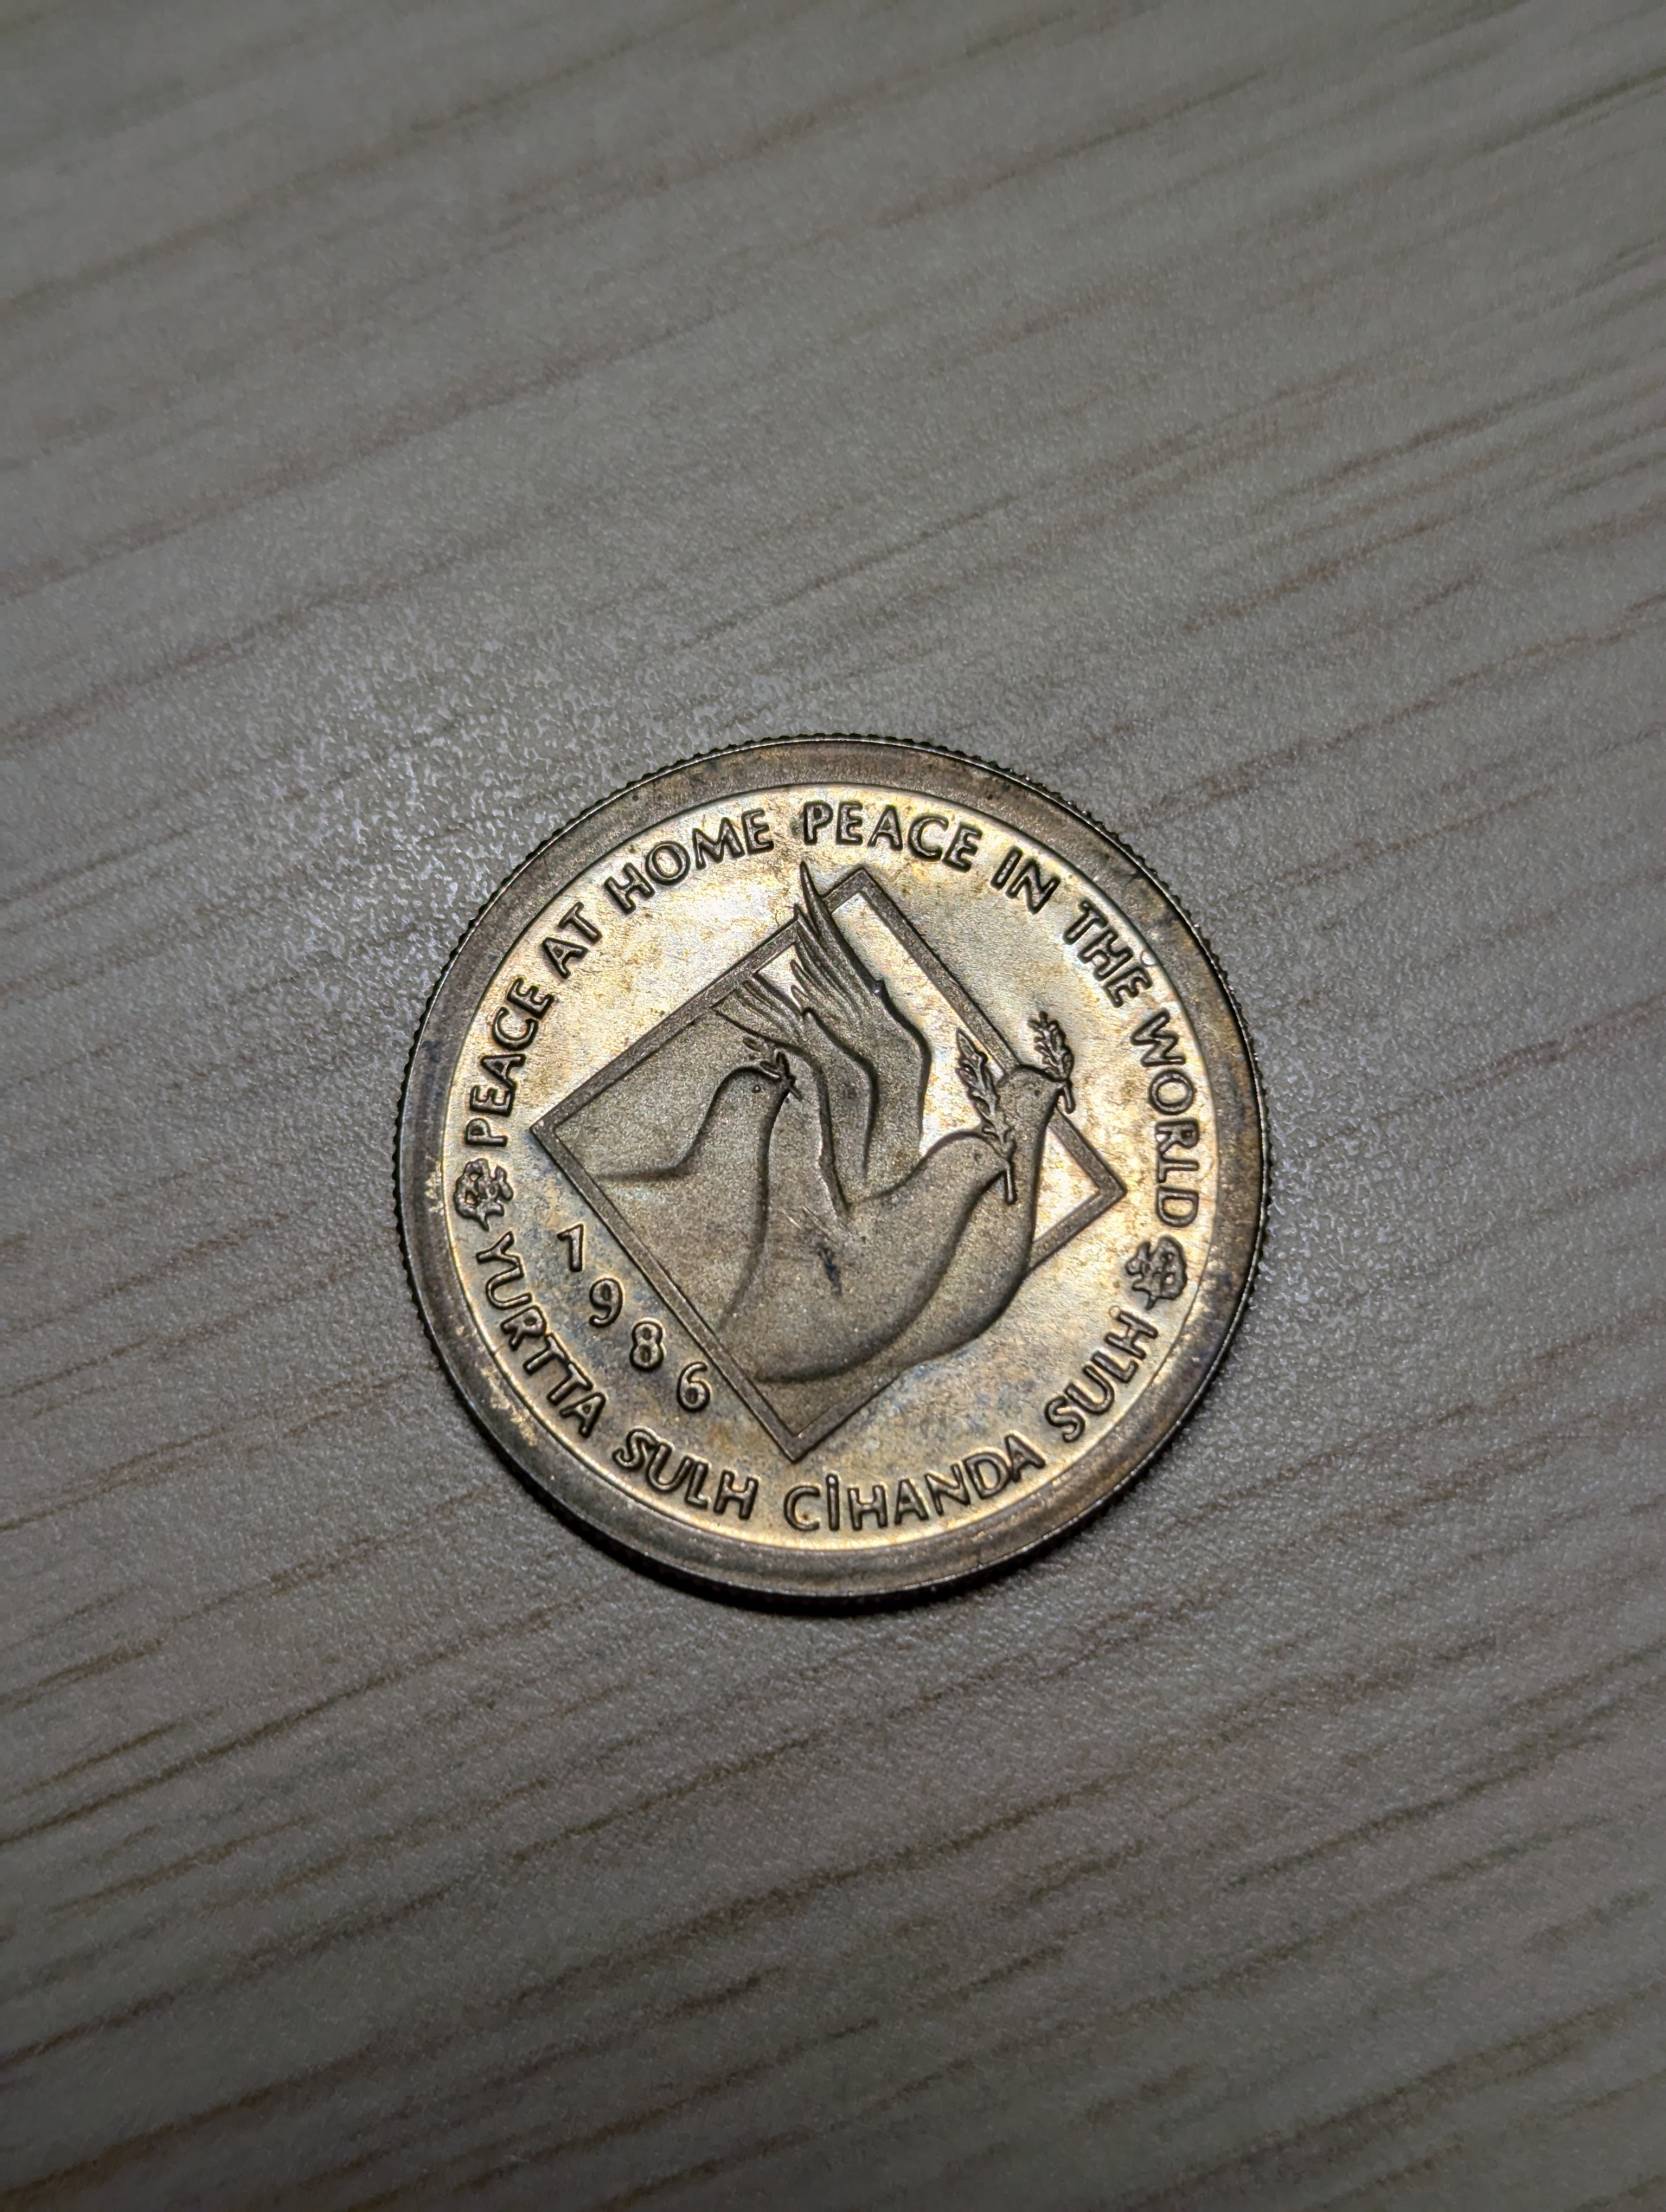 PEACE AT HOME PEACE IN THE WORLD
YURTTA SULH CİHANDA SULH
1986